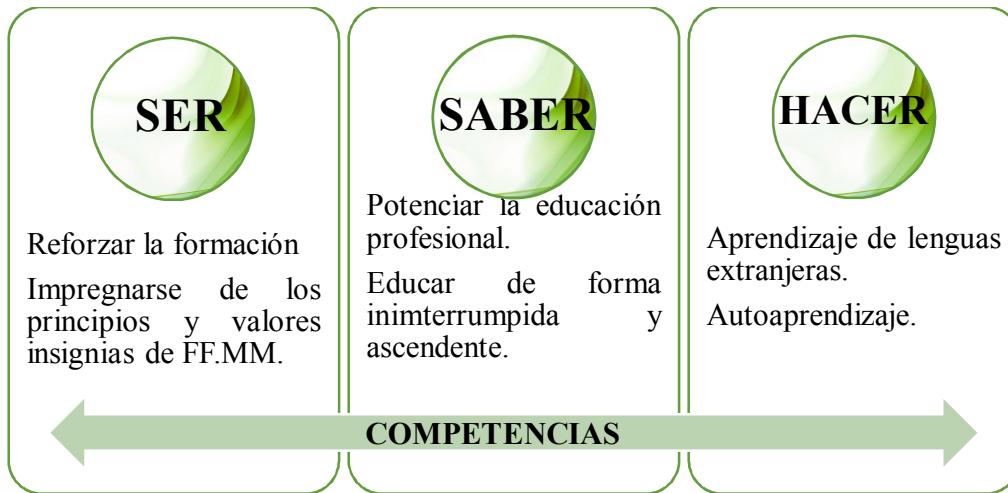 SER
Reforzar la formación
Impregnarse de los
principios y valores
insignias de FF.MM.
SABER
Potenciar la educación
profesional.
Educar de forma
inimterrumpida y
ascendente.
HACER
Aprendizaje de lenguas
extranjeras.
Autoaprendizaje.
COMPETENCIAS